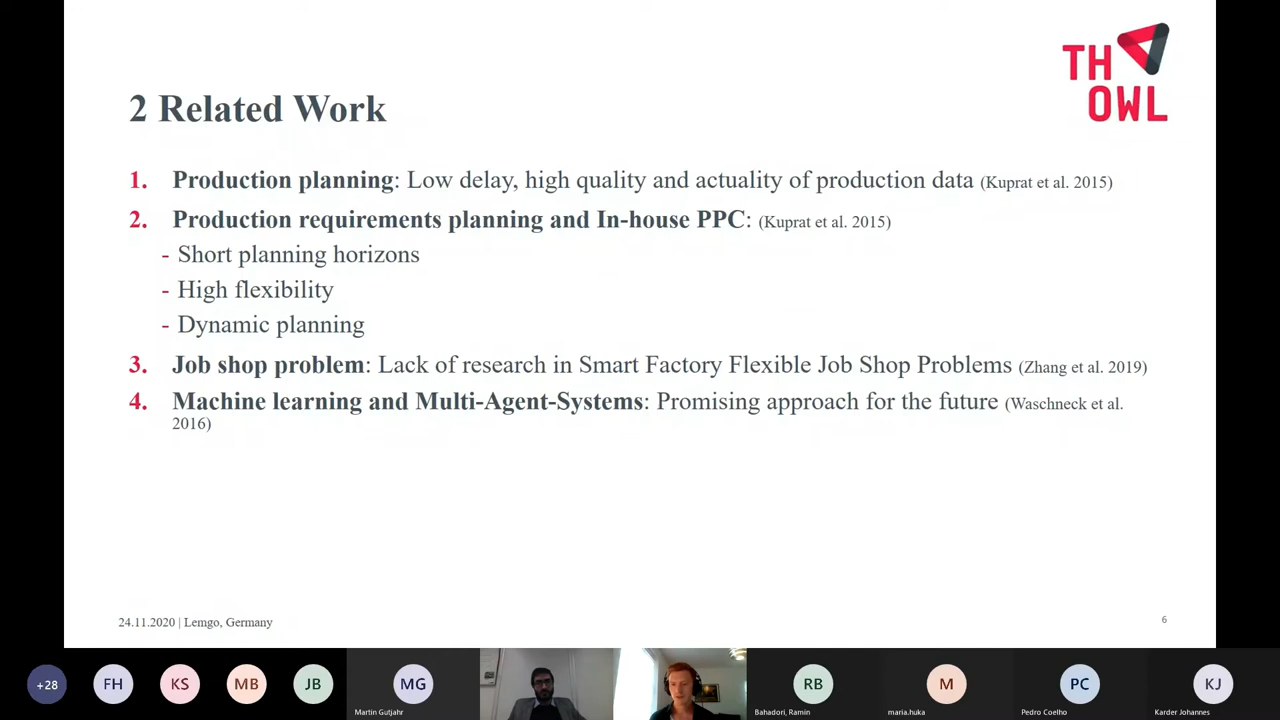 TH
OWL
2 Related Work
1. Production planning: Low delay, high quality and actuality of production data (Kuprat et al. 2015)
2. Production requirements planning and In-house PPC: (Kuprat et al. 2015)
- Short planning horizons
- High flexibility
- Dynamic planning
3. Job shop problem: Lack of research in Smart Factory Flexible Job Shop Problems (Zhang et al. 2019)
4. Machine learning and Multi-Agent-Systems: Promising approach for the future (Waschneck et al.
2016)
24.11.2020 | Lemgo, Germany
6
+28
FH
KS
MB
JB
MG
Martin Gutjahr
RB
Bahadori, Ramin
M
maria.huka
PC
Pedro Coelho
KJ
Karder Johannes